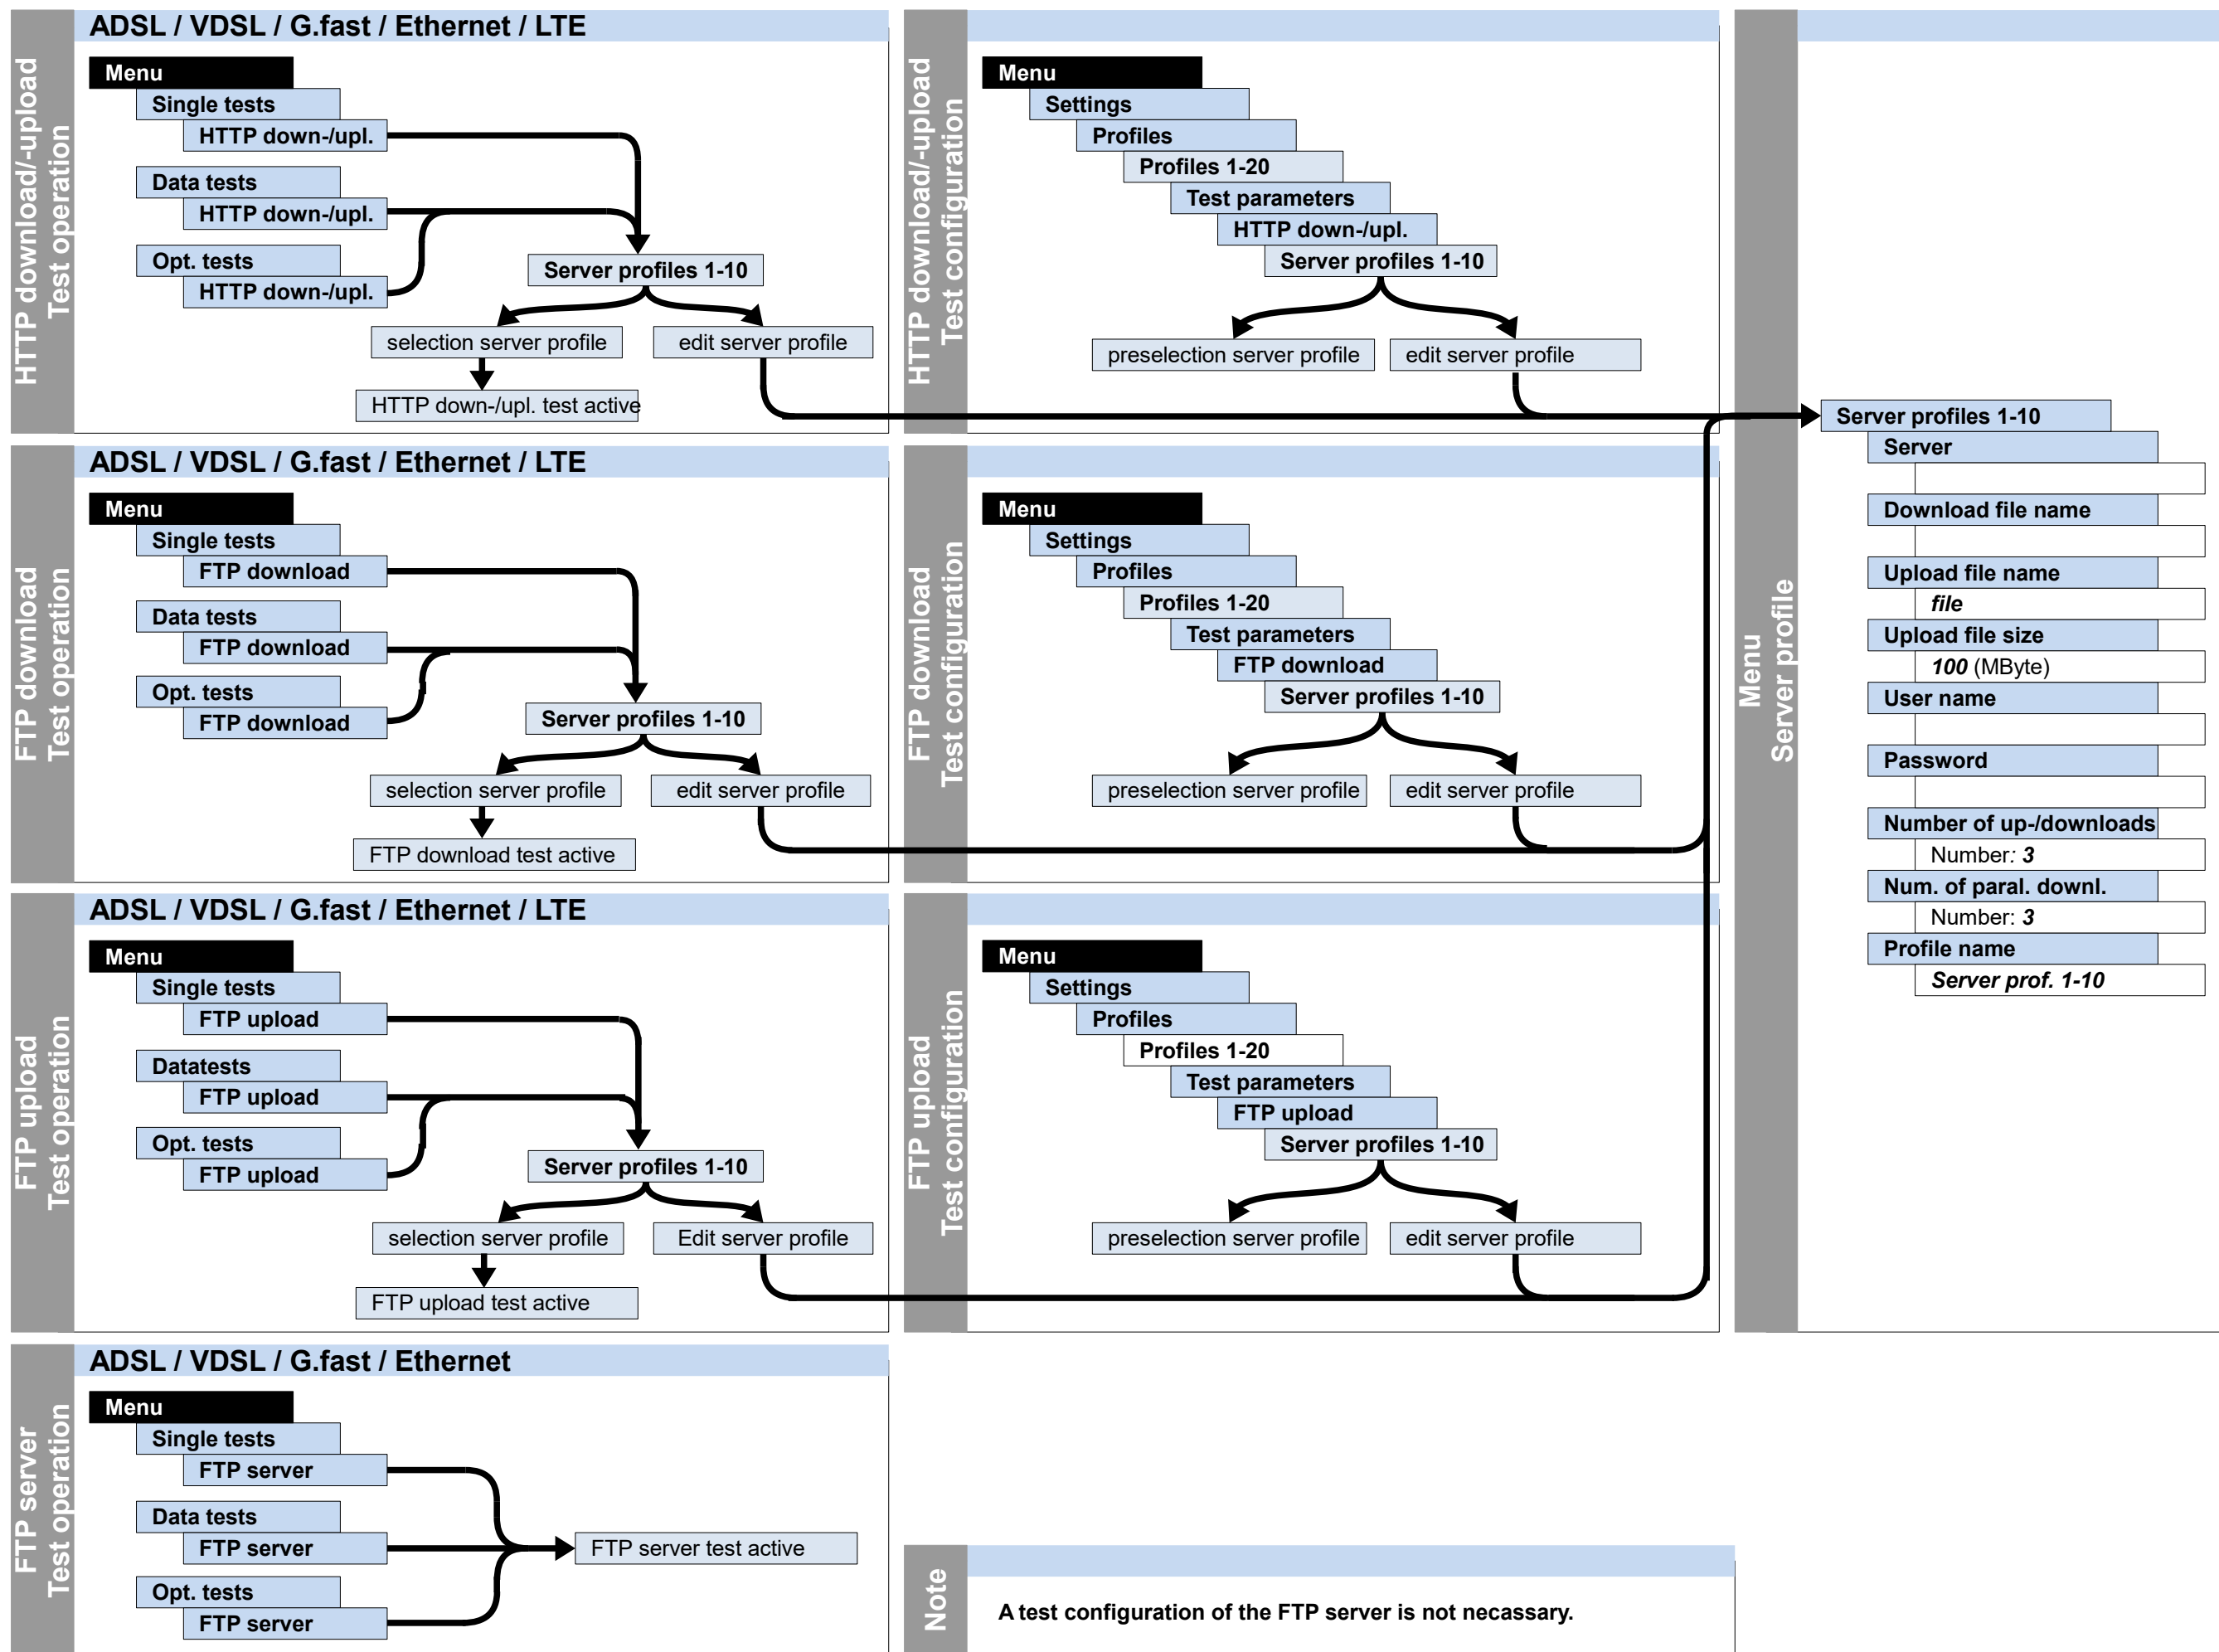 HTTP download/-upload
Test operation
ADSL / VDSL / G.fast / Ethernet / LTE
Menu
Single tests
HTTP down-/upl.
Data tests
HTTP down-/upl.
Opt. tests
HTTP down-/upl.
Server profiles 1-10
selection server profile
edit server profile
HTTP down-/upl. test active
HTTP download/-upload
Test configuration
Menu
Settings
Profiles
Profiles 1-20
Test parameters
HTTP down-/upl.
Server profiles 1-10
preselection server profile
edit server profile
FTP download
Test operation
ADSL / VDSL / G.fast / Ethernet / LTE
Menu
Single tests
FTP download
Data tests
FTP download
Opt. tests
FTP download
Server profiles 1-10
selection server profile
edit server profile
FTP download test active
FTP download
Test configuration
Menu
Settings
Profiles
Profiles 1-20
Test parameters
FTP download
Server profiles 1-10
preselection server profile
edit server profile
FTP upload
Test operation
ADSL / VDSL / G.fast / Ethernet / LTE
Menu
Single tests
FTP upload
Datatests
FTP upload
Opt. tests
FTP upload
Server profiles 1-10
selection server profile
Edit server profile
FTP upload test active
FTP upload
Test configuration
Menu
Settings
Profiles
Profiles 1-20
Test parameters
FTP upload
Server profiles 1-10
preselection server profile
edit server profile
Menu
Server profile
Server profiles 1-10
Server
Download file name
Upload file name
file
Upload file size
100 (MByte)
User name
Password
Number of up-/downloads
Number: 3
Num. of paral. downl.
Number: 3
Profile name
Server prof. 1-10
FTP server
Test operation
ADSL / VDSL / G.fast / Ethernet
Menu
Single tests
FTP server
Data tests
FTP server
Opt. tests
FTP server
FTP server test active
Note
A test configuration of the FTP server is not necassary.